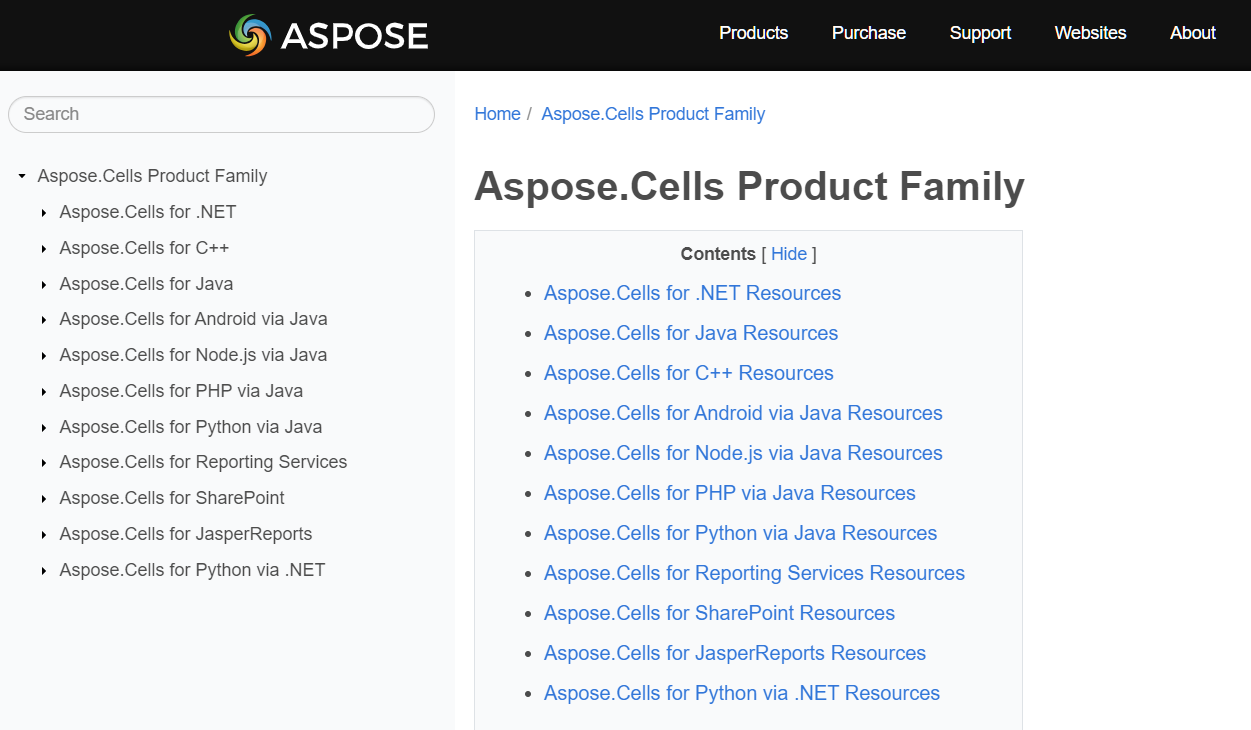 ASPOSE
Products Purchase Support Websites About
Search
Aspose.Cells Product Family
Aspose.Cells for .NET
Aspose.Cells for C++
Aspose.Cells for Java
Aspose.Cells for Android via Java
Aspose.Cells for Node.js via Java
Aspose.Cells for PHP via Java
Aspose.Cells for Python via Java
Aspose.Cells for Reporting Services
Aspose.Cells for SharePoint
Aspose.Cells for JasperReports
Aspose.Cells for Python via .NET
Home / Aspose.Cells Product Family
Aspose.Cells Product Family
Contents [ Hide ]
Aspose.Cells for .NET Resources
Aspose.Cells for Java Resources
Aspose.Cells for C++ Resources
Aspose.Cells for Android via Java Resources
Aspose.Cells for Node.js via Java Resources
Aspose.Cells for PHP via Java Resources
Aspose.Cells for Python via Java Resources
Aspose.Cells for Reporting Services Resources
Aspose.Cells for SharePoint Resources
Aspose.Cells for JasperReports Resources
Aspose.Cells for Python via .NET Resources